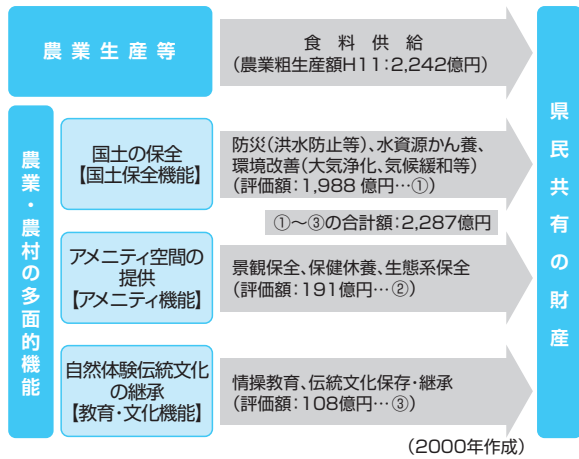 農業生産等
食料供給
(農業粗生産額H11:2,242億円)
農業・農村の多面的機能
国土の保全
【国土保全機能】
防災(洪水防止等)、水資源かん養、
環境改善(大気浄化、気候緩和等)
(評価額:1,988 億円…①)
①~③の合計額:2,287億円
アメニティ空間の
提供
【アメニティ機能】
景観保全、保健休養、生態系保全
(評価額:191億円…②)
自然体験伝統文化
の継承
【教育・文化機能】
情操教育、伝統文化保存・継承
(評価額:108億円…③)
県民共有の財産
(2000年作成)